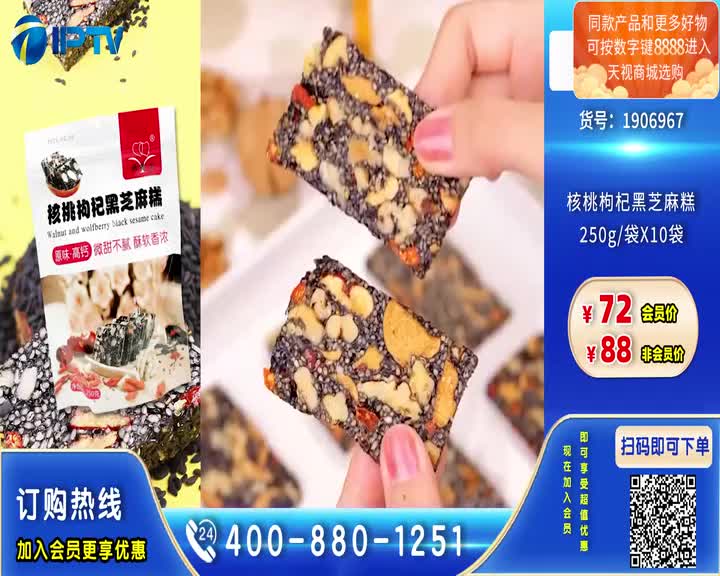 IPTV
同款产品和更多好物
可按数字键8888进入
天视商城选购
货号：1906967
核桃枸杞黑芝麻糕
250g/袋X10袋
¥72 会员价
¥88 非会员价
核桃枸杞黑芝麻糕
Walnut and wolfberry black sesame cake
原味·高钙
微甜不腻 酥软香浓
扫码即可下单
即可享受超值优惠
现在加入会员
订购热线
加入会员更享优惠
24
400-880-1251